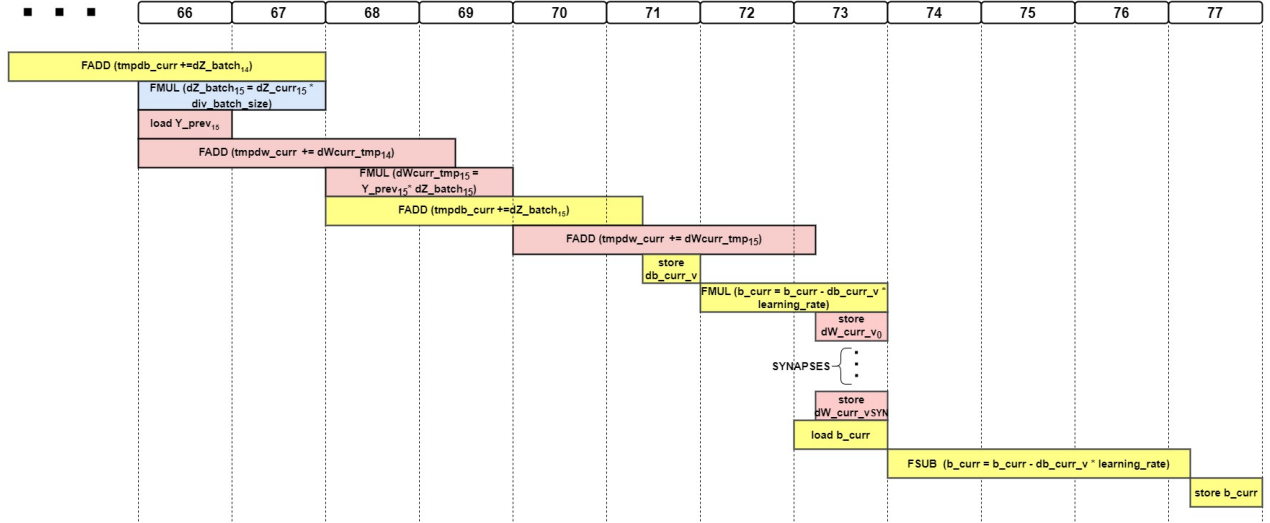 66 67 68 69 70 71 72 73 74 75 76 77
FADD (tmpdb_curr +=dZ_batch₁₄)
FMUL (dZ_batch₁₅ = dZ_curr₁₅ *
div_batch_size)
load Y_prev₁₅
FADD (tmpdw_curr += dWcurr_tmp₁₄)
FMUL (dWcurr_tmp₁₅ =
Y_prev₁₅* dZ_batch₁₅)
FADD (tmpdb_curr +=dZ_batch₁₅)
FADD (tmpdw_curr += dWcurr_tmp₁₅)
store
db_curr_v
FMUL (b_curr = b_curr - db_curr_v *
learning_rate)
store
dW_curr_v₀
SYNAPSES
store
dW_curr_vSYN
load b_curr
FSUB (b_curr = b_curr - db_curr_v * learning_rate)
store b_curr